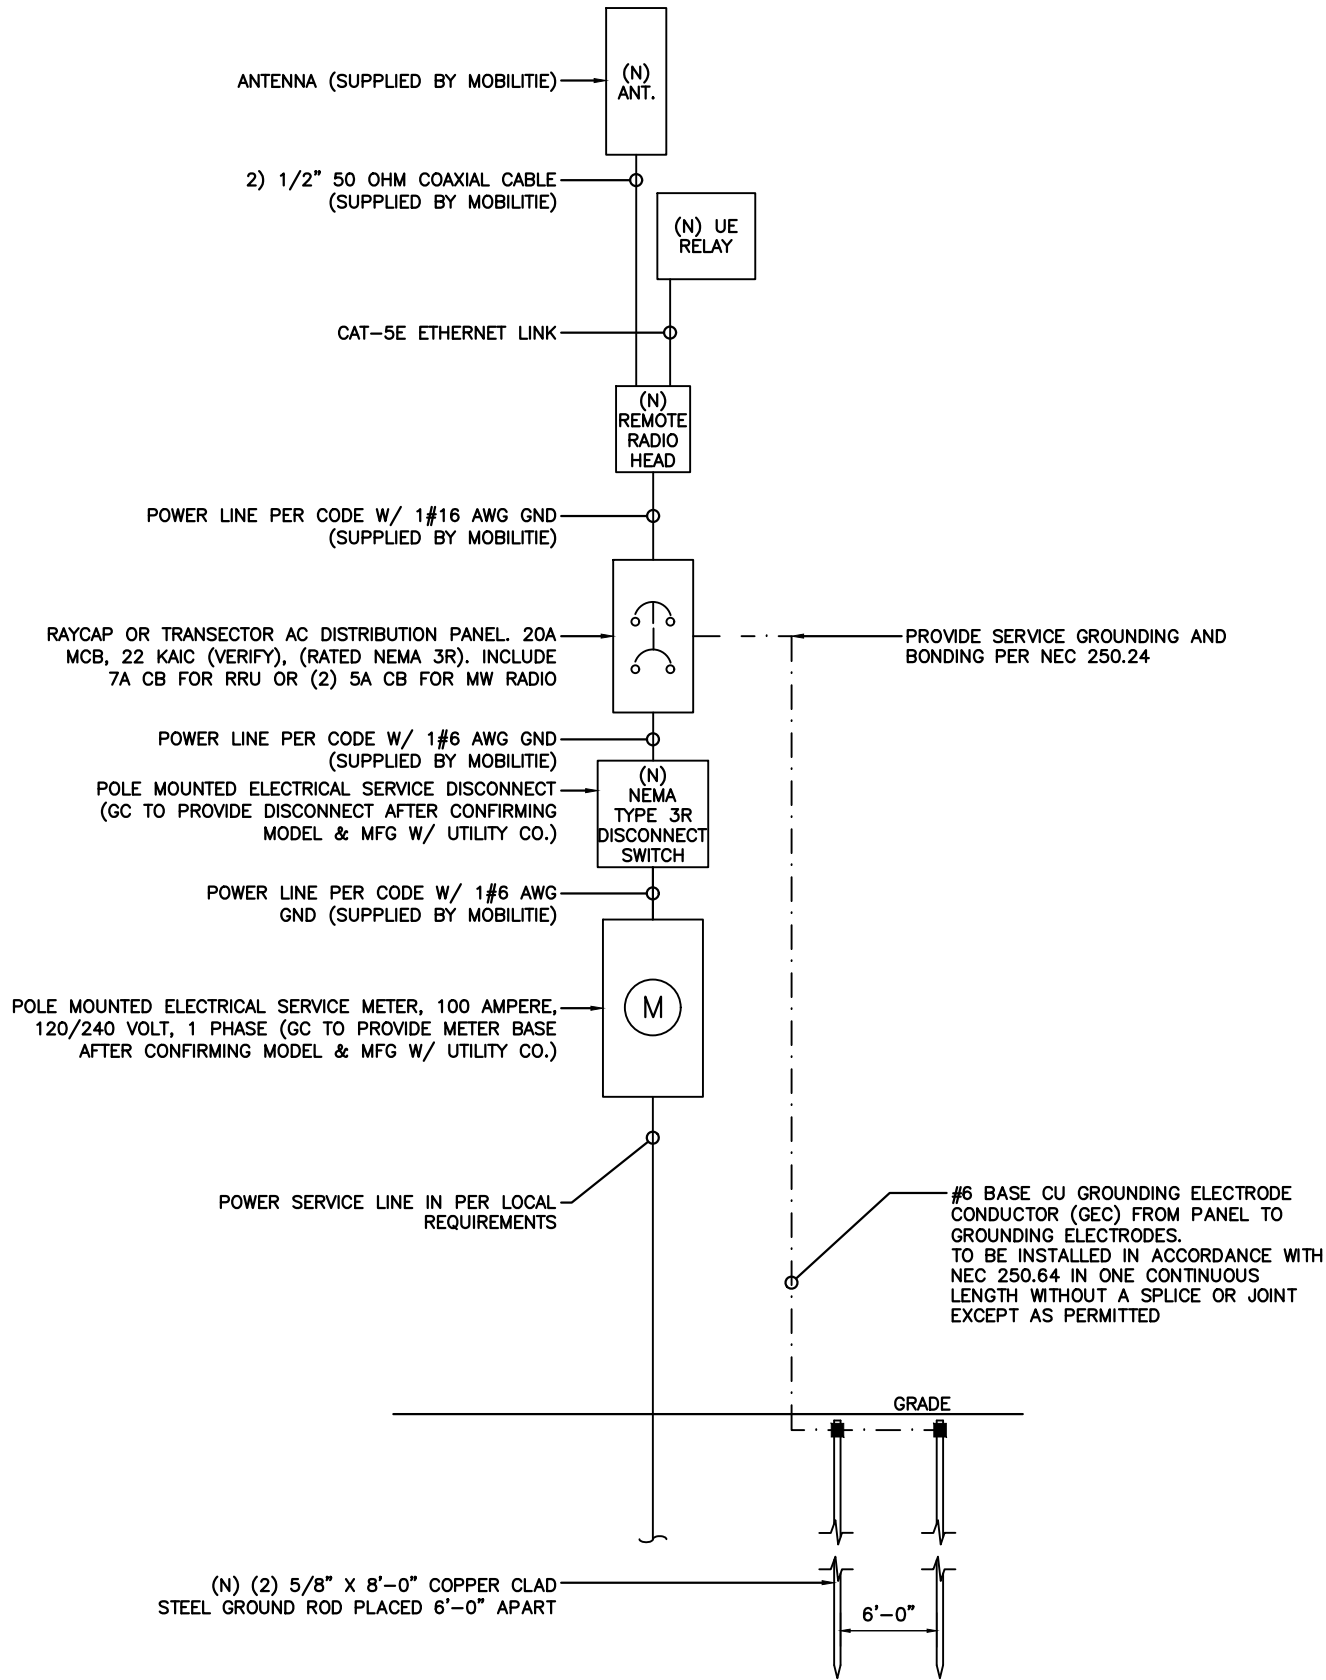 ANTENNA (SUPPLIED BY MOBILITIE)
(N)
ANT.
2) 1/2" 50 OHM COAXIAL CABLE
(SUPPLIED BY MOBILITIE)
(N) UE
RELAY
CAT-5E ETHERNET LINK
(N)
REMOTE
RADIO
HEAD
POWER LINE PER CODE W/ 1#16 AWG GND
(SUPPLIED BY MOBILITIE)
RAYCAP OR TRANSECTOR AC DISTRIBUTION PANEL. 20A
MCB, 22 KAIC (VERIFY), (RATED NEMA 3R). INCLUDE
7A CB FOR RRU OR (2) 5A CB FOR MW RADIO
PROVIDE SERVICE GROUNDING AND
BONDING PER NEC 250.24
POWER LINE PER CODE W/ 1#6 AWG GND
(SUPPLIED BY MOBILITIE)
POLE MOUNTED ELECTRICAL SERVICE DISCONNECT
(GC TO PROVIDE DISCONNECT AFTER CONFIRMING
MODEL & MFG W/ UTILITY CO.)
(N)
NEMA
TYPE 3R
DISCONNECT
SWITCH
POWER LINE PER CODE W/ 1#6 AWG
GND (SUPPLIED BY MOBILITIE)
POLE MOUNTED ELECTRICAL SERVICE METER, 100 AMPERE,
120/240 VOLT, 1 PHASE (GC TO PROVIDE METER BASE
AFTER CONFIRMING MODEL & MFG W/ UTILITY CO.)
M
POWER SERVICE LINE IN PER LOCAL
REQUIREMENTS
#6 BASE CU GROUNDING ELECTRODE
CONDUCTOR (GEC) FROM PANEL TO
GROUNDING ELECTRODES.
TO BE INSTALLED IN ACCORDANCE WITH
NEC 250.64 IN ONE CONTINUOUS
LENGTH WITHOUT A SPLICE OR JOINT
EXCEPT AS PERMITTED
GRADE
(N) (2) 5/8" X 8'-0" COPPER CLAD
STEEL GROUND ROD PLACED 6'-0" APART
6'-0"